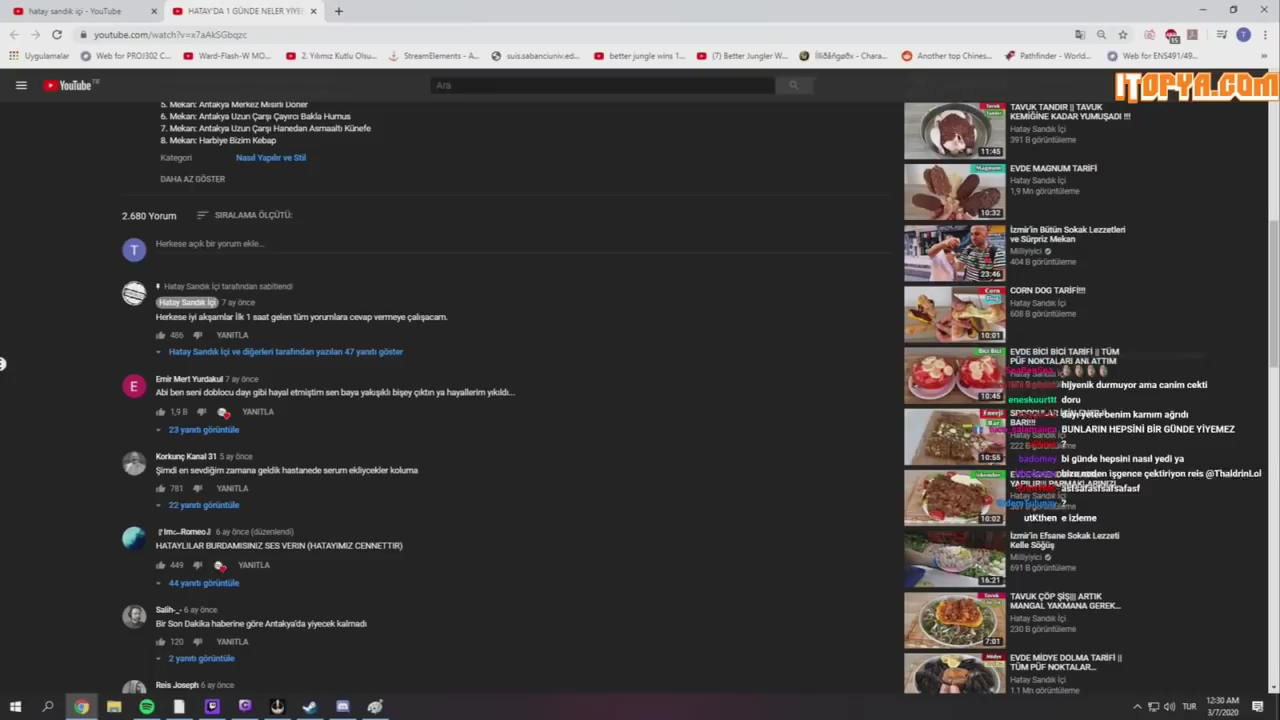 hatay sandık içi - YouTube
HATAY'DA 1 GÜNDE NELER YİYE
youtube.com/watch?v=x7aAkSGbqzc
Uygulamalar
Web for PROJ302 C...
Ward-Flash-W MO...
2. Yılımız Kutlu Olsu...
StreamElements - A...
suis.sabanciuniv.ed...
better jungle wins 1...
(7) Better Jungler W...
Another top Chines...
Pathfinder - World...
Web for ENS491/49...
YouTube TR
Ara
İTOPYA.COM
5. Mekan: Antakya Merkez Mısırlı Döner
6. Mekan: Antakya Uzun Çarşı Çayırcı Bakla Humus
7. Mekan: Antakya Uzun Çarşı Hanedan Asmaaltı Künefe
8. Mekan: Harbiye Bizim Kebap
Kategori
Nasıl Yapılır ve Stil
DAHA AZ GÖSTER
2.680 Yorum
SIRALAMA ÖLÇÜTÜ:
T
Herkese açık bir yorum ekle...
Hatay Sandık İçi tarafından sabitlendi
Hatay Sandık İçi 7 ay önce
Herkese iyi akşamlar İlk 1 saat gelen tüm yorumlara cevap vermeye çalışacam.
486 YANITLA
Hatay Sandık İçi ve diğerleri tarafından yazılan 47 yanıtı göster
E
Emir Mert Yurdakul 7 ay önce
Abi ben seni doblocu dayı gibi hayal etmiştim sen baya yakışıklı bişey çıktın ya hayallerim yıkıldı...
1,9 B YANITLA
23 yanıtı görüntüle
Korkunç Kanal 31 5 ay önce
Şimdi en sevdiğim zamana geldik hastanede serum ekliycekler koluma
781 YANITLA
22 yanıtı görüntüle
6 ay önce (düzenlendi)
HATAYLILAR BURDAMISINIZ SES VERIN (HATAYIMIZ CENNETTIR)
449 YANITLA
44 yanıtı görüntüle
Salih-_- 6 ay önce
Bir Son Dakika haberine göre Antakya'da yiyecek kalmadı
120 YANITLA
2 yanıtı görüntüle
Reis Joseph 6 ay önce
TAVUK TANDIR || TAVUK
KEMİĞİNE KADAR YUMUŞADI !!!
Hatay Sandık İçi
391 B görüntüleme
11:45
EVDE MAGNUM TARİFİ
Hatay Sandık İçi
1,9 Mn görüntüleme
10:32
İzmir'in Bütün Sokak Lezzetleri
ve Sürpriz Mekan
Milliyiyici
404 B görüntüleme
23:46
CORN DOG TARİFİ!!!
Hatay Sandık İçi
608 B görüntüleme
10:01
EVDE BİCİ BİCİ TARİFİ || TÜM
PÜF NOKTALARI ANLATTIM
10:45
hijyenik durmuyor ama canim cekti
eneskuurttt doru
dayı yeter benim karnım ağrıdı
BARI!!!
BUNLARIN HEPSİNİ BİR GÜNDE YİYEMEZ
222 B
?
10:55
badomey bi günde hepsini nasıl yedi ya
bize neden işgence çektiriyon reis @ThaldrinLol
asfsafastsafsafasf
?
10:02
utKthen e izleme
İzmir'in Efsane Sokak Lezzeti
Kelle Söğüş
Milliyiyici
691 B görüntüleme
16:21
TAVUK ÇÖP ŞİŞ||| ARTIK
MANGAL YAKMANA GEREK...
Hatay Sandık İçi
230 B görüntüleme
7:01
EVDE MİDYE DOLMA TARİFİ ||
TÜM PÜF NOKTALAR...
Hatay Sandık İçi
1,1 Mn görüntüleme
TUR
12:30 AM
3/7/2020